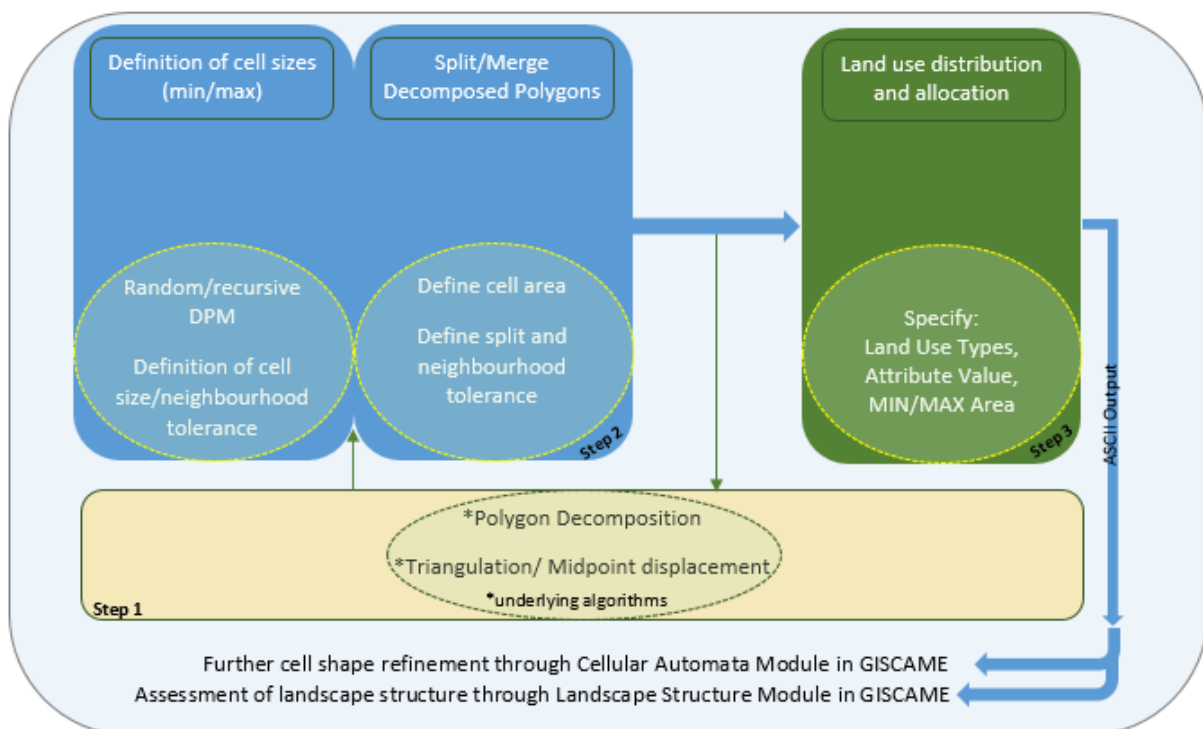 Definition of cell sizes
(min/max)
Split/Merge
Decomposed Polygons
Land use distribution
and allocation
Random/recursive
DPM
Definition of cell
size/neighbourhood
tolerance
Define cell area
Define split and
neighbourhood
tolerance
Step 2
Specify:
Land Use Types,
Attribute Value,
MIN/MAX Area
Step 3
ASCII Output
*Polygon Decomposition
*Triangulation/ Midpoint displacement
*underlying algorithms
Step 1
Further cell shape refinement through Cellular Automata Module in GISCAME
Assessment of landscape structure through Landscape Structure Module in GISCAME